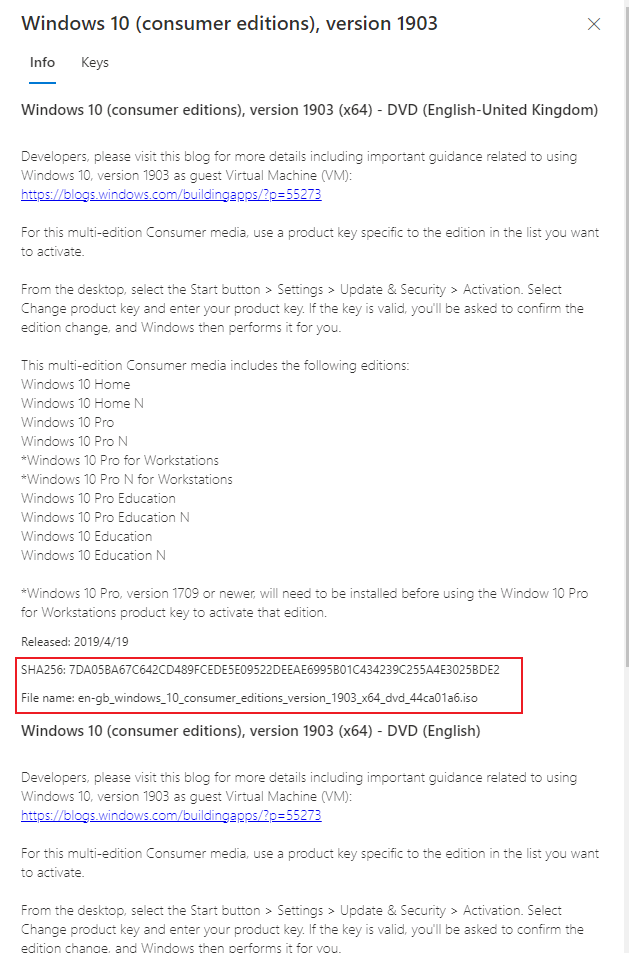 Windows 10 (consumer editions), version 1903
Info Keys
Windows 10 (consumer editions), version 1903 (x64) - DVD (English-United Kingdom)
Developers, please visit this blog for more details including important guidance related to using
Windows 10, version 1903 as guest Virtual Machine (VM):
https://blogs.windows.com/buildingapps/?p=55273
For this multi-edition Consumer media, use a product key specific to the edition in the list you want
to activate.
From the desktop, select the Start button > Settings > Update & Security > Activation. Select
Change product key and enter your product key. If the key is valid, you'll be asked to confirm the
edition change, and Windows then performs it for you.
This multi-edition Consumer media includes the following editions:
Windows 10 Home
Windows 10 Home N
Windows 10 Pro
Windows 10 Pro N
*Windows 10 Pro for Workstations
*Windows 10 Pro N for Workstations
Windows 10 Pro Education
Windows 10 Pro Education N
Windows 10 Education
Windows 10 Education N
*Windows 10 Pro, version 1709 or newer, will need to be installed before using the Window 10 Pro
for Workstations product key to activate that edition.
Released: 2019/4/19
SHA256: 7DA05BA67C642CD489FCEDE5E09522DEEAE6995B01C434239C255A4E3025BDE2
File name: en-gb_windows_10_consumer_editions_version_1903_x64_dvd_44ca01a6.iso
Windows 10 (consumer editions), version 1903 (x64) - DVD (English)
Developers, please visit this blog for more details including important guidance related to using
Windows 10, version 1903 as guest Virtual Machine (VM):
https://blogs.windows.com/buildingapps/?p=55273
For this multi-edition Consumer media, use a product key specific to the edition in the list you want
to activate.
From the desktop, select the Start button > Settings > Update & Security > Activation. Select
Change product key and enter your product key. If the key is valid, you'll be asked to confirm the
edition change, and Windows then performs it for you.